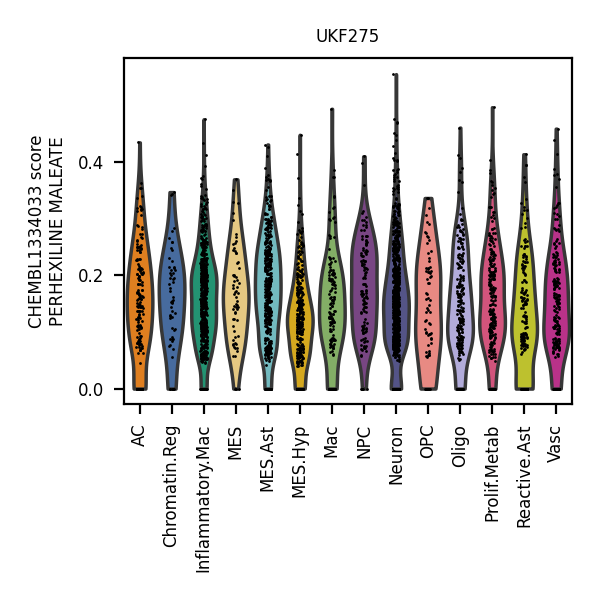 UKF275
CHEMBL1334033 score
PERHEXILINE MALEATE
0.4
0.2
0.0
AC
Chromatin.Reg
Inflammatory.Mac
MES
MES.Ast
MES.Hyp
Mac
NPC
Neuron
OPC
Oligo
Prolif.Metab
Reactive.Ast
Vasc